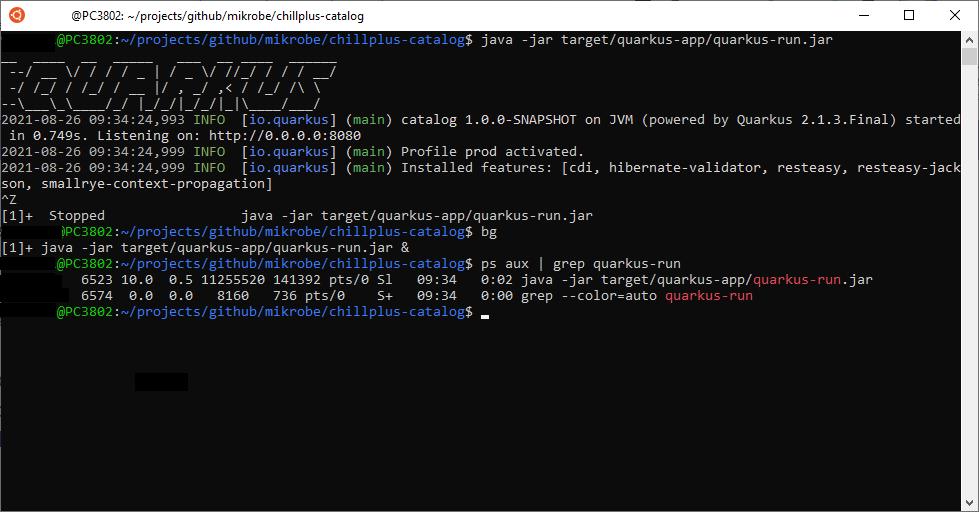 @PC3802: ~/projects/github/mikrobe/chillplus-catalog
@PC3802:~/projects/github/mikrobe/chillplus-catalog$ java -jar target/quarkus-app/quarkus-run.jar
__  ____  __  _____   ___  __ ____  ______
 --/ __ \/ / / / _ | / _ \/ //_/ / / / __/
 -/ /_/ / /_/ / __ |/ , _/ ,< / /_/ /\ \
--\___\_\____/_/ |_/_/|_/_/|_|\____/___/
2021-08-26 09:34:24,993 INFO  [io.quarkus] (main) catalog 1.0.0-SNAPSHOT on JVM (powered by Quarkus 2.1.3.Final) started
 in 0.749s. Listening on: http://0.0.0.0:8080
2021-08-26 09:34:24,999 INFO  [io.quarkus] (main) Profile prod activated.
2021-08-26 09:34:24,999 INFO  [io.quarkus] (main) Installed features: [cdi, hibernate-validator, resteasy, resteasy-jack
son, smallrye-context-propagation]
^Z
[1]+  Stopped                 java -jar target/quarkus-app/quarkus-run.jar
@PC3802:~/projects/github/mikrobe/chillplus-catalog$ bg
[1]+ java -jar target/quarkus-app/quarkus-run.jar &
@PC3802:~/projects/github/mikrobe/chillplus-catalog$ ps aux | grep quarkus-run
6523 10.0  0.5 11255520 141392 pts/0 Sl   09:34   0:02 java -jar target/quarkus-app/quarkus-run.jar
6574  0.0  0.0   8160   736 pts/0    S+   09:34   0:00 grep --color=auto quarkus-run
@PC3802:~/projects/github/mikrobe/chillplus-catalog$